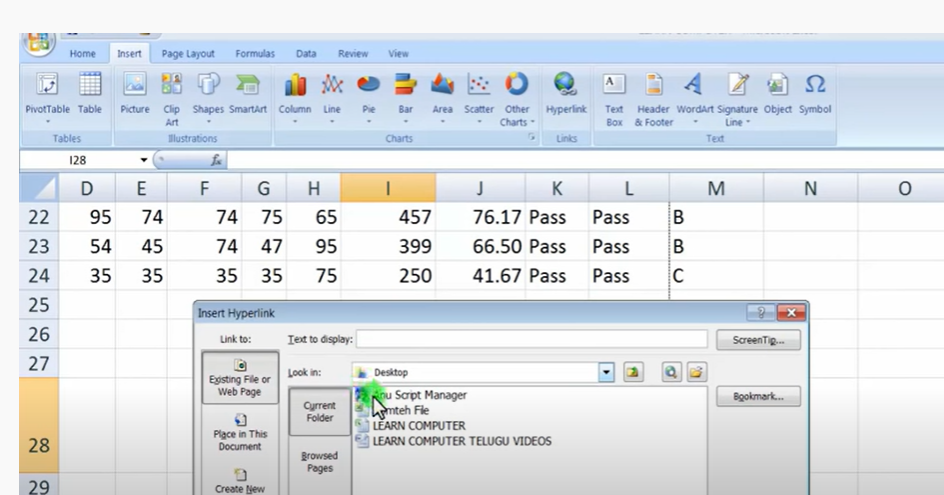 Home Insert Page Layout Formulas Data Review View
PivotTable Table Picture Clip Art Shapes SmartArt Column Line Pie Bar Area Scatter Other Charts Hyperlink Text Box Header & Footer WordArt Signature Line Object Symbol
Tables Illustrations Charts Links Text
I28 fx
D E F G H I J K L M N O
22 95 74 74 75 65 457 76.17 Pass Pass B
23 54 45 74 47 95 399 66.50 Pass Pass B
24 35 35 35 35 75 250 41.67 Pass Pass C
25
26
27
28
29
Insert Hyperlink
Link to: Text to display: ScreenTip...
Existing File or Web Page
Look in: Desktop
Current Folder
Script Manager
File
LEARN COMPUTER
LEARN COMPUTER TELUGU VIDEOS
Bookmark...
Place in This Document
Browsed Pages
Create New